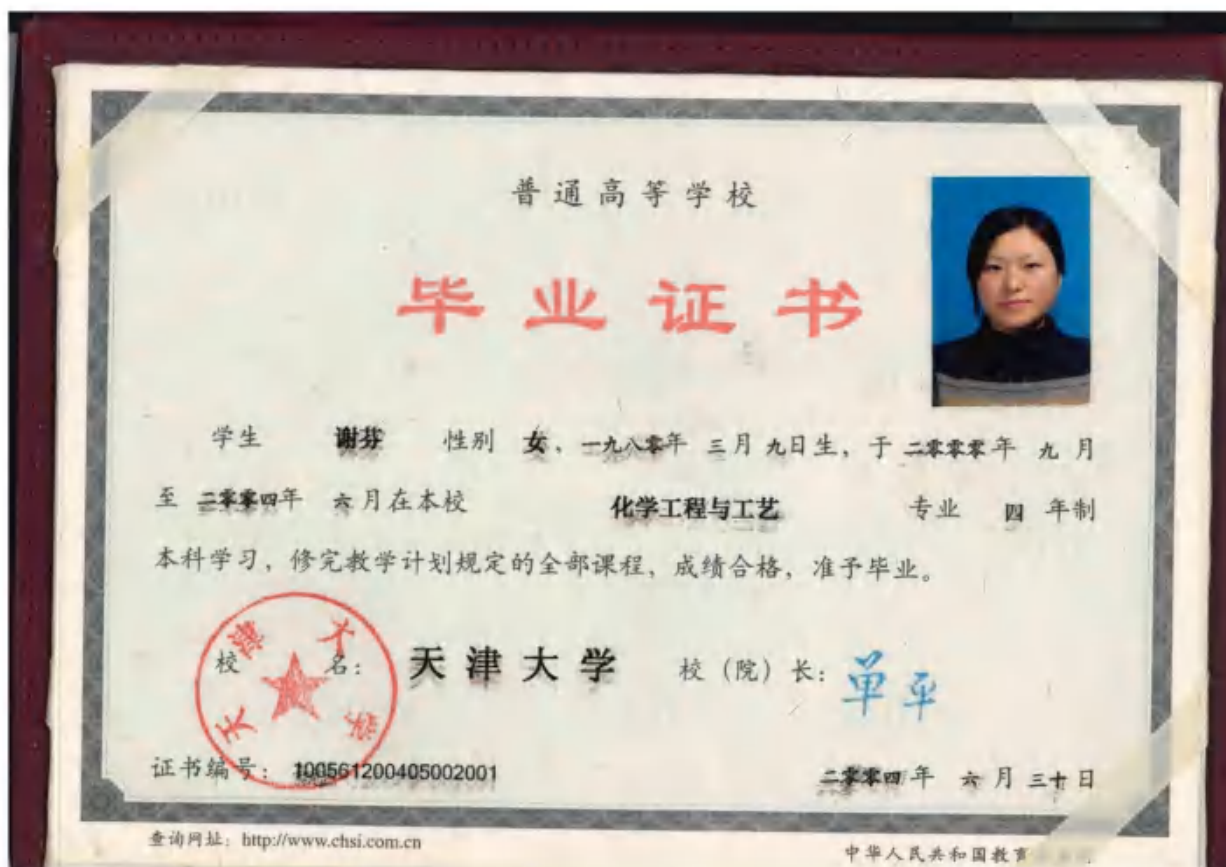 普通高等学校
毕业证书
学生 谢芬 性别 女、一九八零年 三月 九日生，于 二零零零年 九 月
至 二零零四年 六月在本校 化学工程与工艺 专业 四 年制
本科学习，修完教学计划规定的全部课程，成绩合格，准予毕业。
天津大学
校 名： 天津大学 校（院）长：单平
证书编号：100561200405002001 二零零四年 六月三十日
查询网址：http://www.chsi.com.cn 中华人民共和国教育